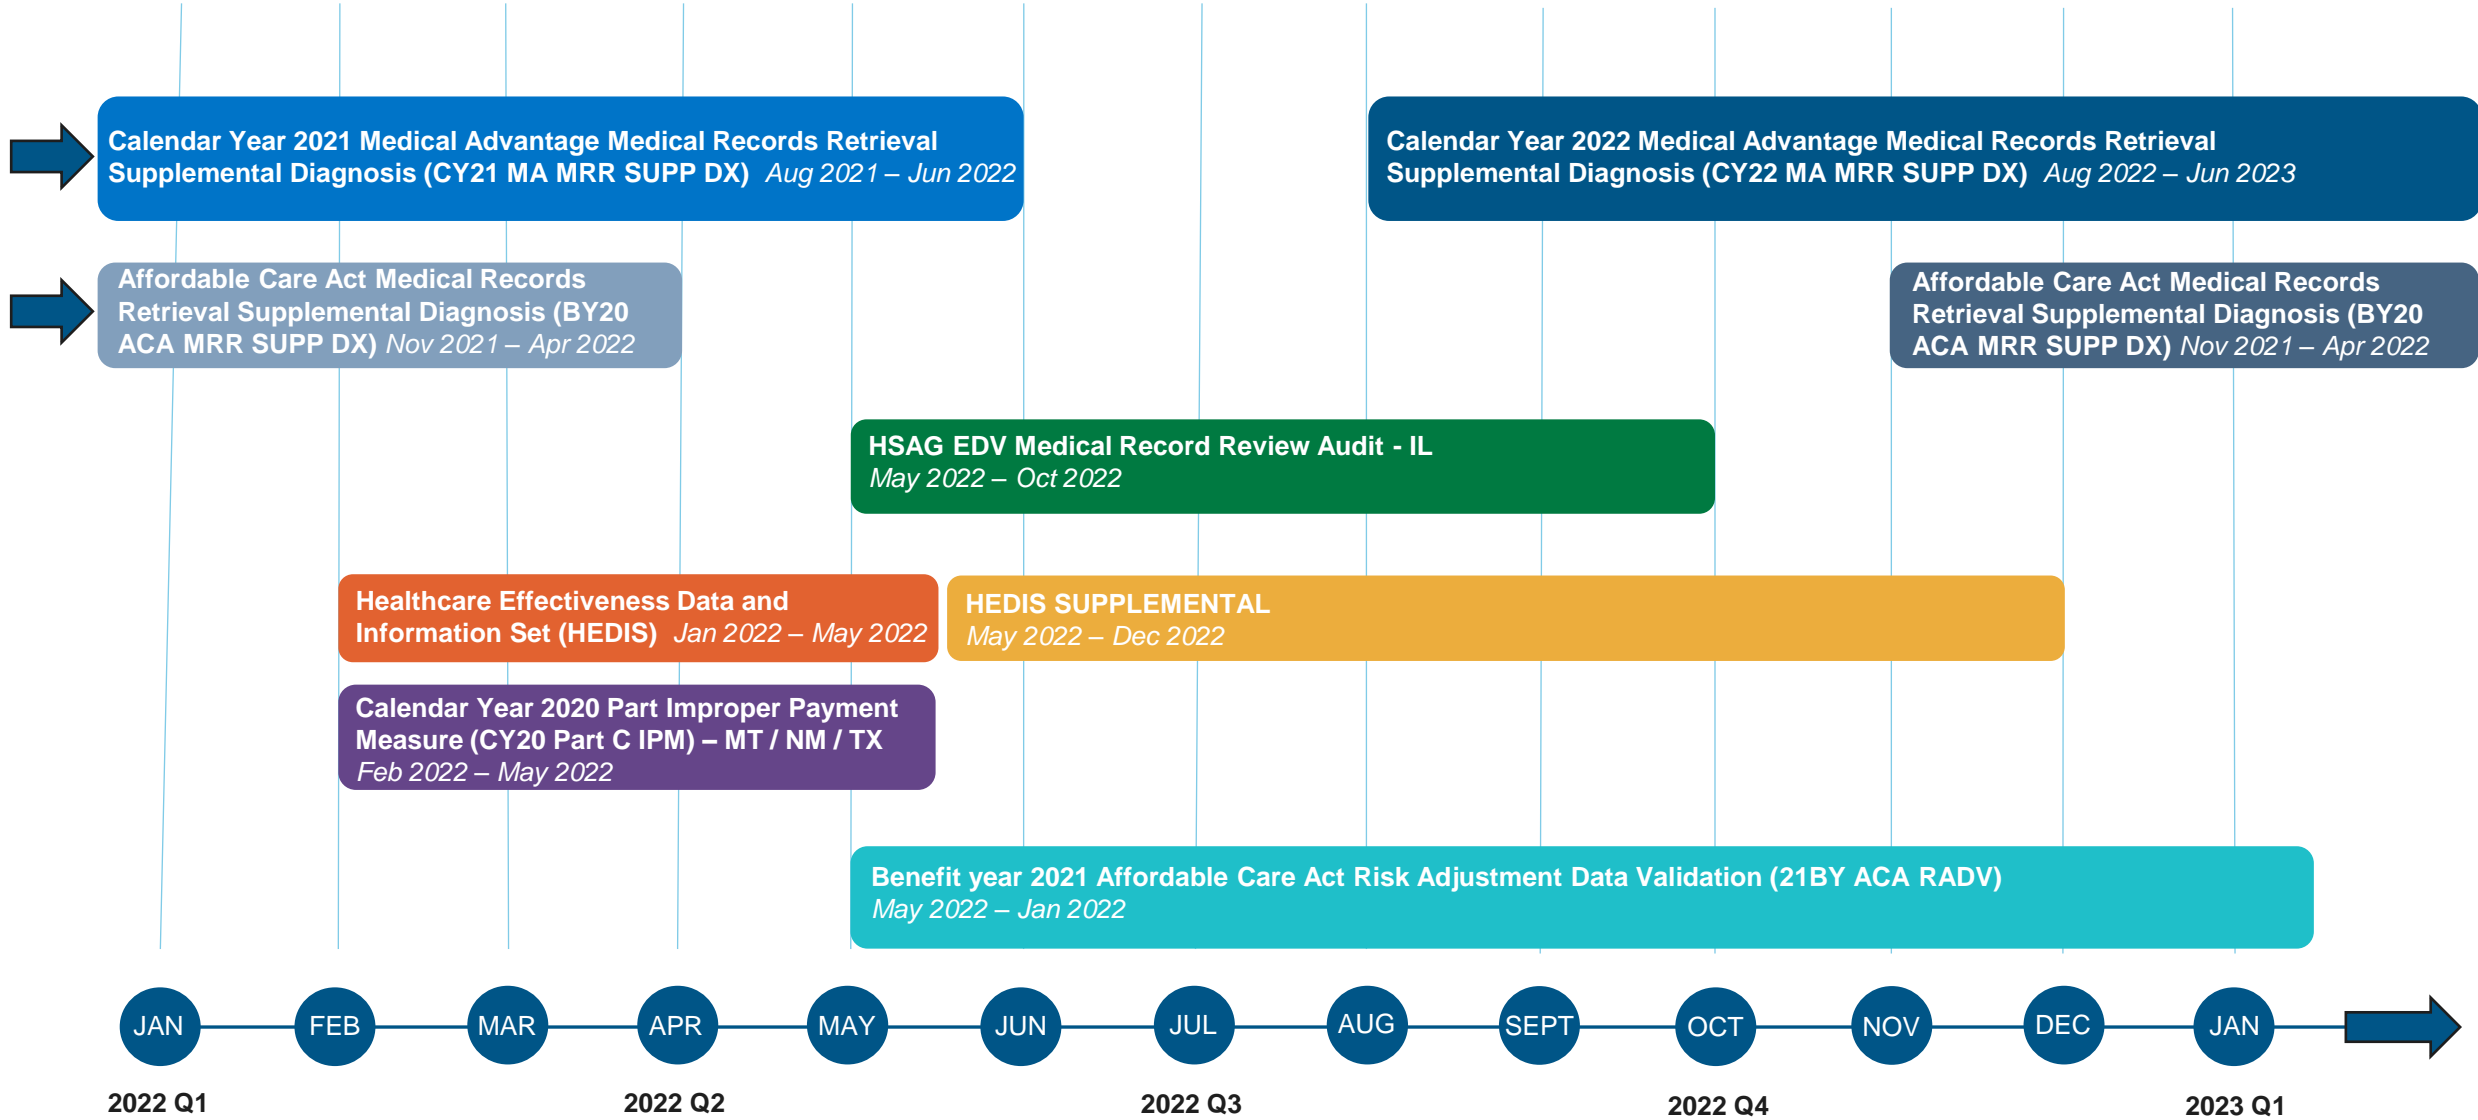 Calendar Year 2021 Medical Advantage Medical Records Retrieval
Supplemental Diagnosis (CY21 MA MRR SUPP DX) Aug 2021 – Jun 2022
Calendar Year 2022 Medical Advantage Medical Records Retrieval
Supplemental Diagnosis (CY22 MA MRR SUPP DX) Aug 2022 – Jun 2023
Affordable Care Act Medical Records
Retrieval Supplemental Diagnosis (BY20
ACA MRR SUPP DX) Nov 2021 – Apr 2022
Affordable Care Act Medical Records
Retrieval Supplemental Diagnosis (BY20
ACA MRR SUPP DX) Nov 2021 – Apr 2022
HSAG EDV Medical Record Review Audit - IL
May 2022 – Oct 2022
Healthcare Effectiveness Data and
Information Set (HEDIS) Jan 2022 – May 2022
HEDIS SUPPLEMENTAL
May 2022 – Dec 2022
Calendar Year 2020 Part Improper Payment
Measure (CY20 Part C IPM) – MT / NM / TX
Feb 2022 – May 2022
Benefit year 2021 Affordable Care Act Risk Adjustment Data Validation (21BY ACA RADV)
May 2022 – Jan 2022
JAN FEB MAR APR MAY JUN JUL AUG SEPT OCT NOV DEC JAN
2022 Q1 2022 Q2 2022 Q3 2022 Q4 2023 Q1